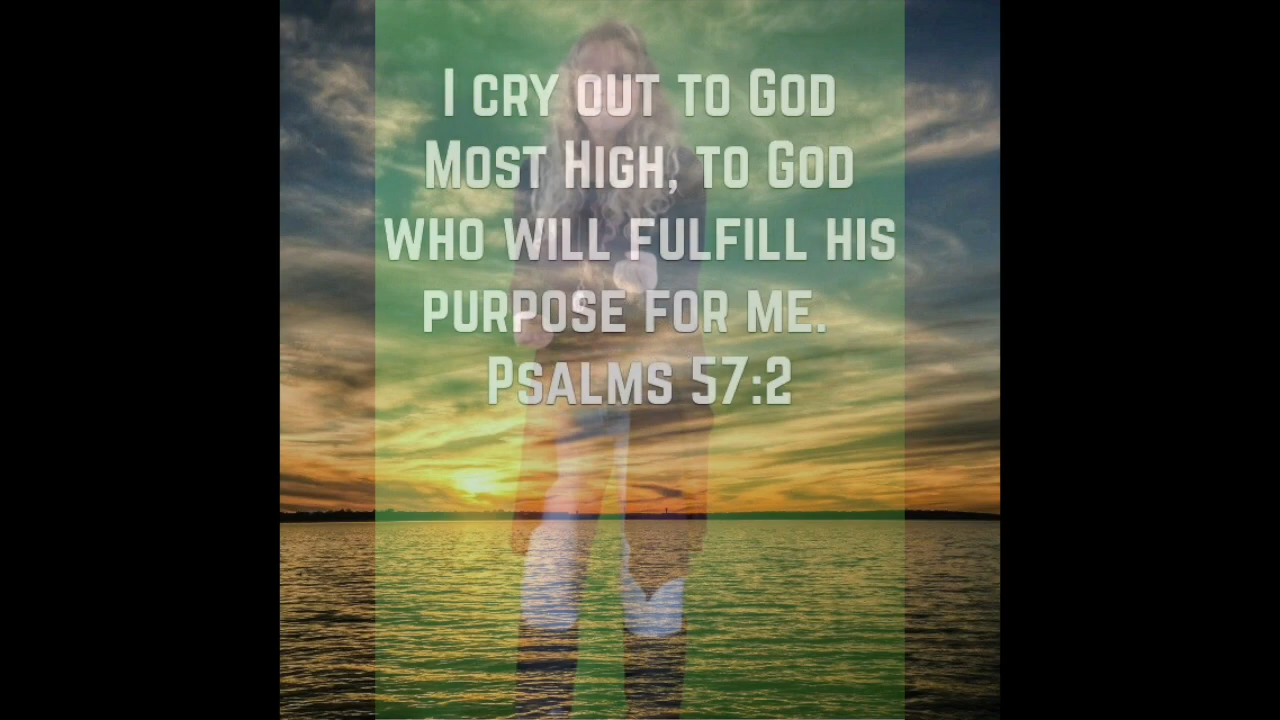 I cry out to God
Most High, to God
who will fulfill his
purpose for me.
Psalms 57:2